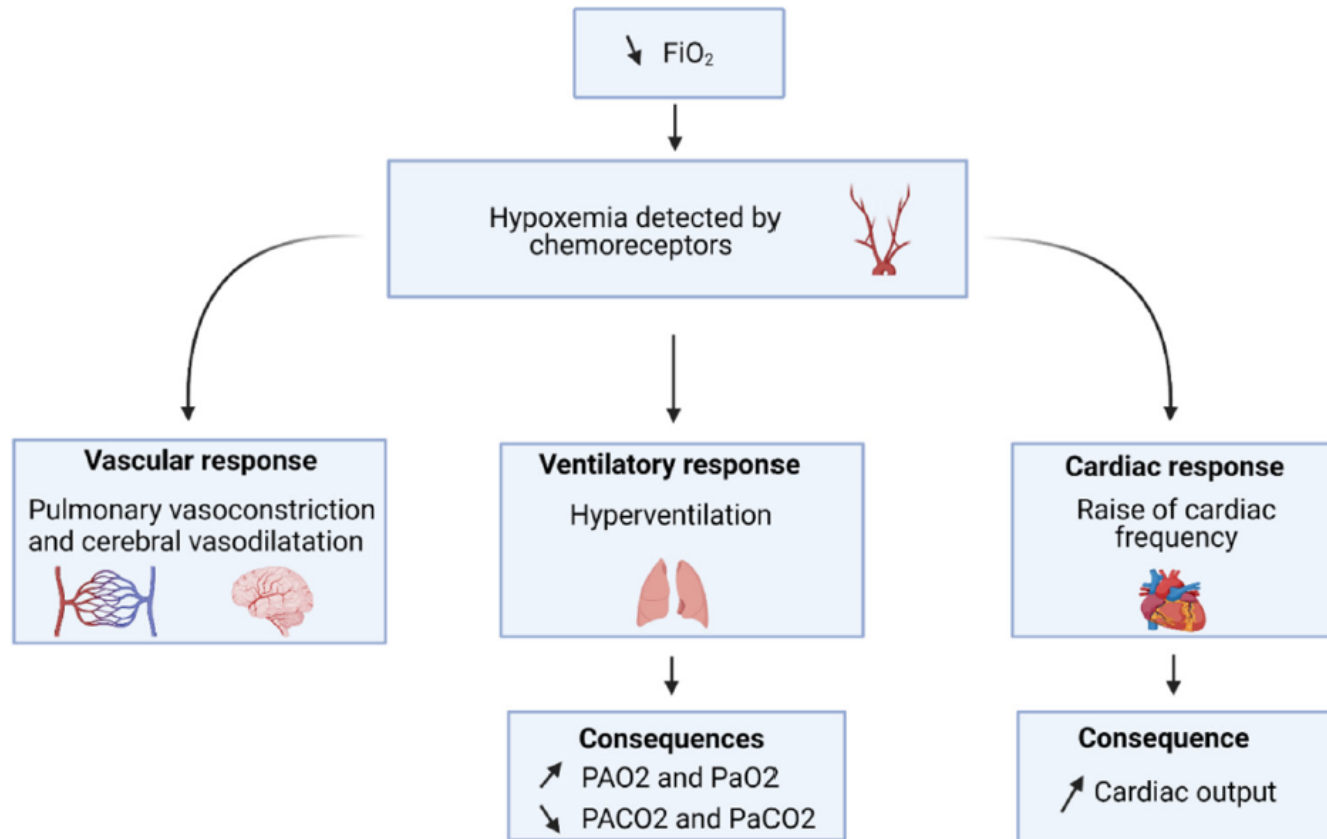 ↘ FiO₂
Hypoxemia detected by
chemoreceptors
Vascular response
Pulmonary vasoconstriction
and cerebral vasodilatation
Ventilatory response
Hyperventilation
Cardiac response
Raise of cardiac
frequency
Consequences
↗ PAO2 and PaO2
↘ PACO2 and PaCO2
Consequence
↗ Cardiac output